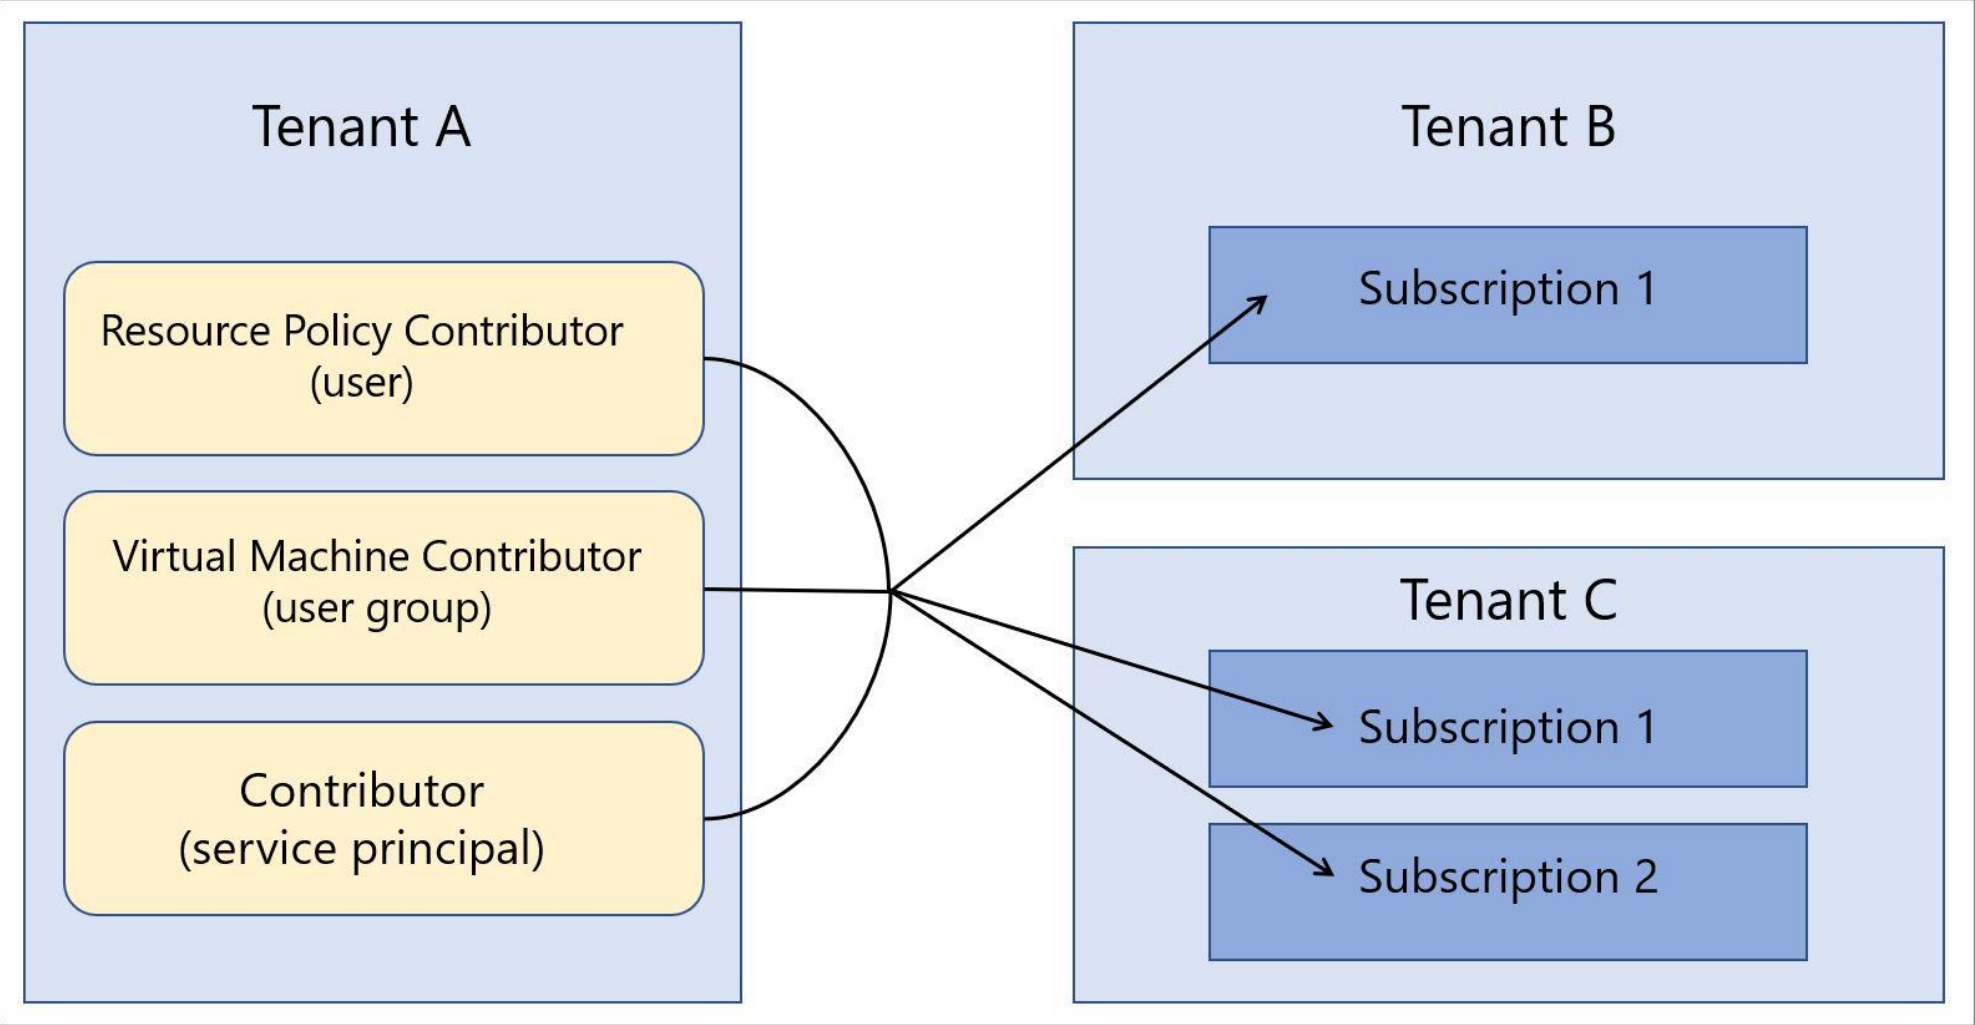 Tenant A
Resource Policy Contributor
(user)
Virtual Machine Contributor
(user group)
Contributor
(service principal)
Tenant B
Subscription 1
Tenant C
Subscription 1
Subscription 2